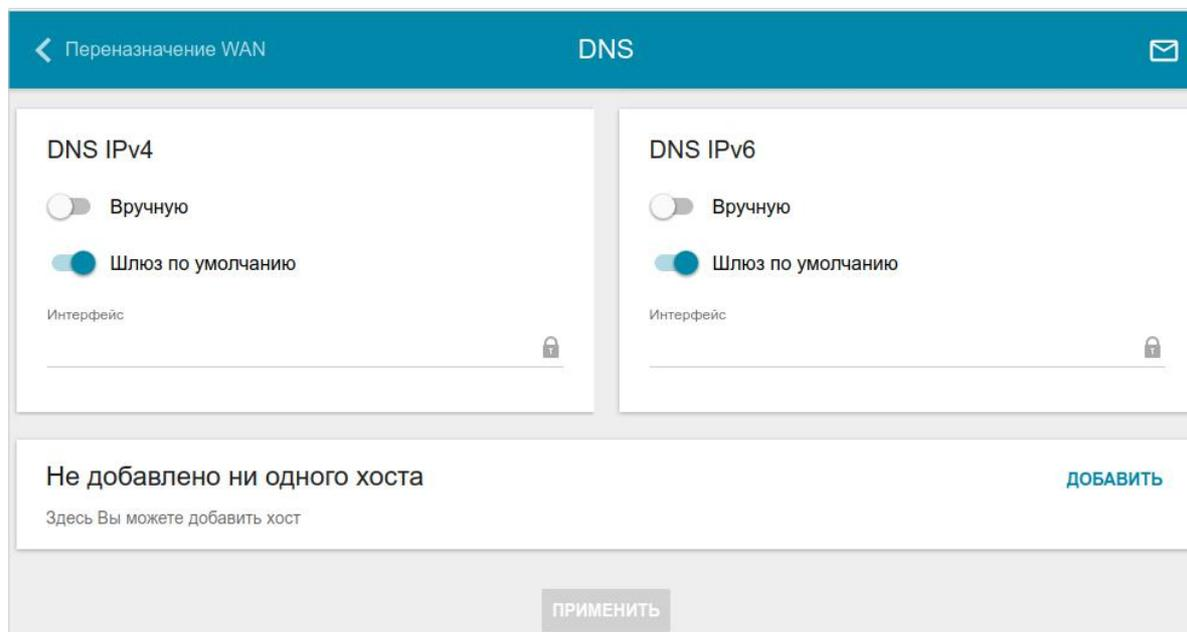 Переназначение WAN
DNS
DNS IPv4
Вручную
Шлюз по умолчанию
Интерфейс
DNS IPv6
Вручную
Шлюз по умолчанию
Интерфейс
Не добавлено ни одного хоста
ДОБАВИТЬ
Здесь Вы можете добавить хост
ПРИМЕНИТЬ